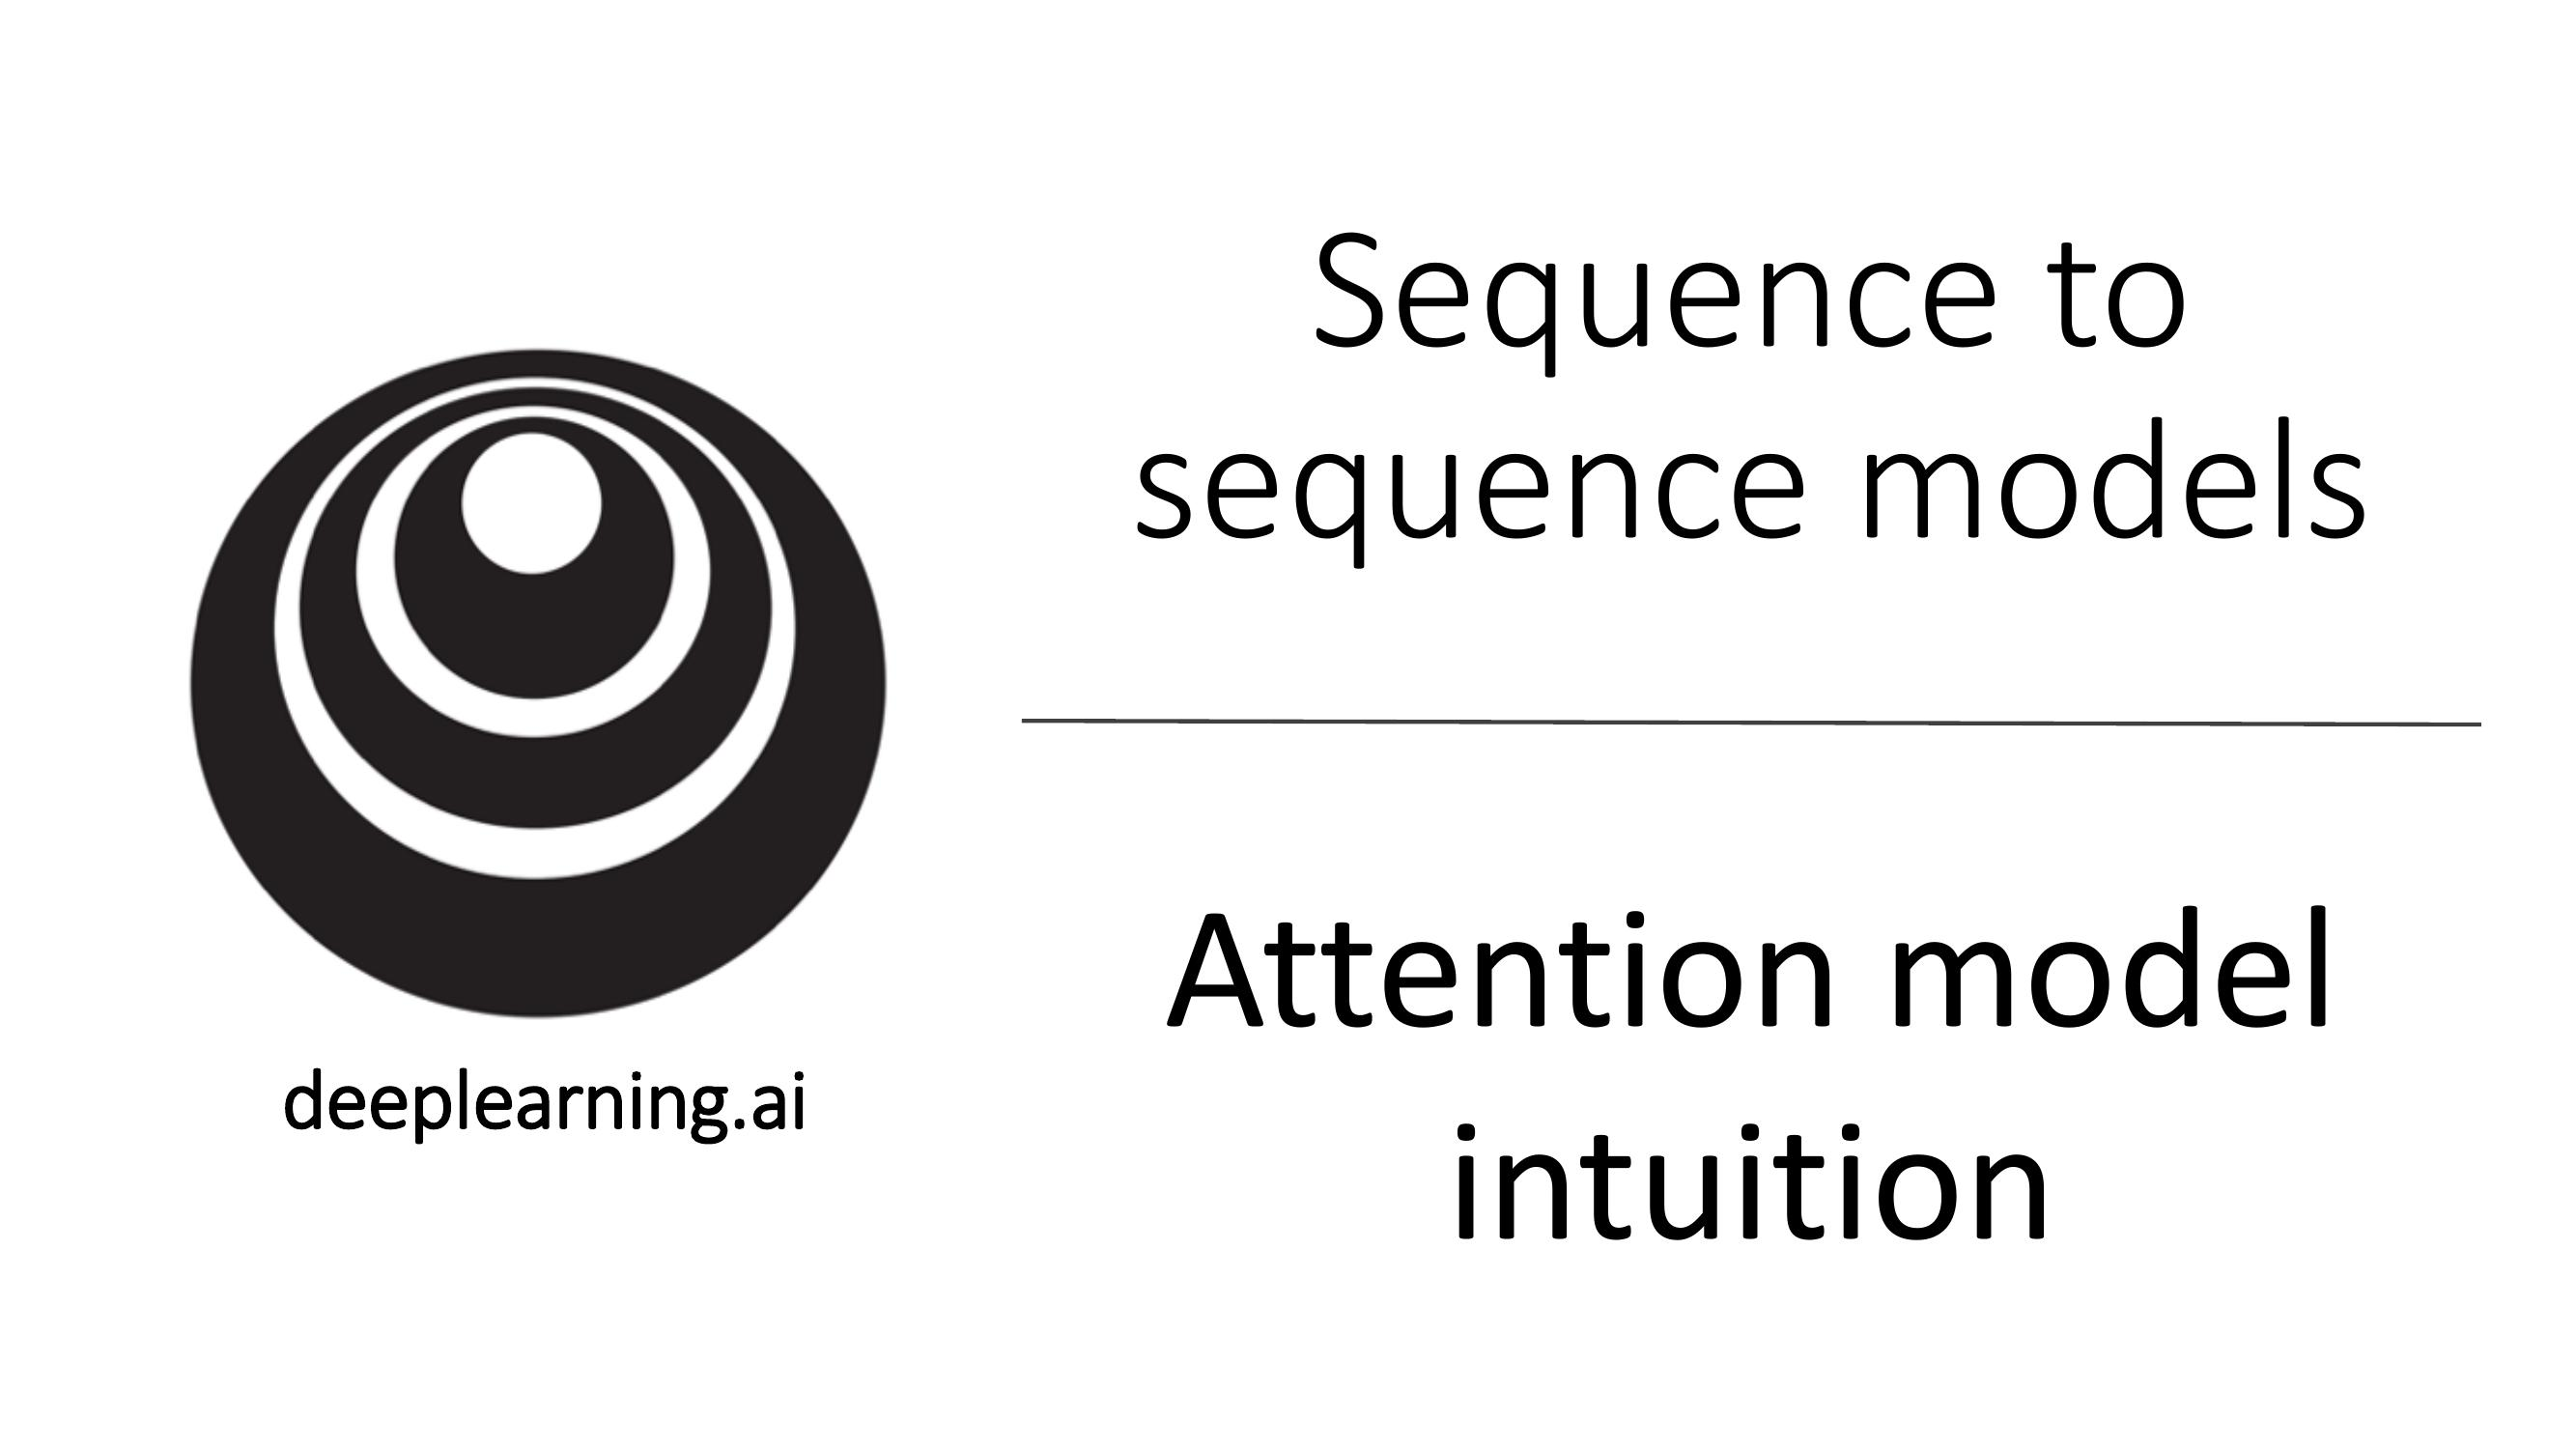 Sequence to
sequence models
Attention model
intuition
deeplearning.ai